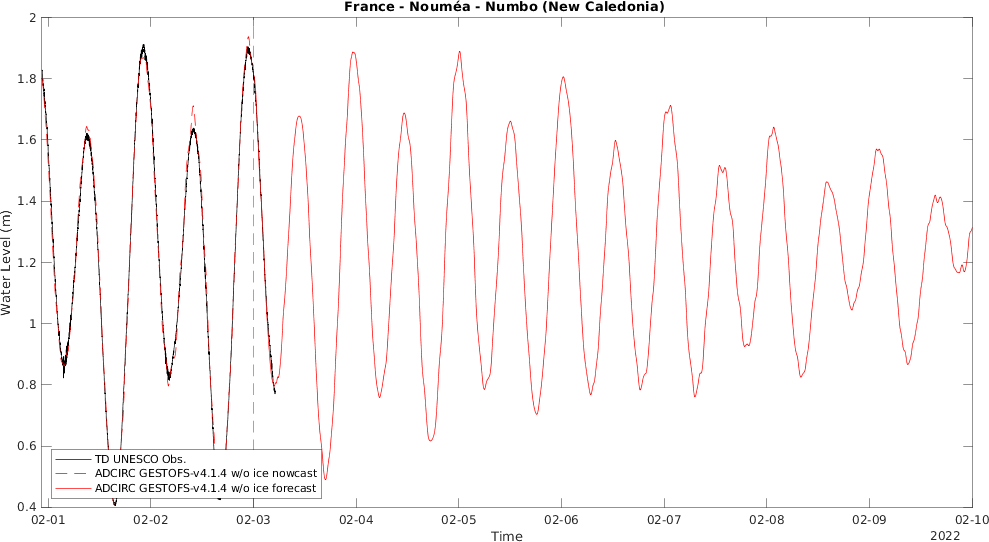 France - Nouméa - Numbo (New Caledonia)
2
1.8
1.6
1.4
1.2
1
0.8
0.6
0.4
Water Level (m)
TD UNESCO Obs.
ADCIRC GESTOFS-v4.1.4 w/o ice nowcast
ADCIRC GESTOFS-v4.1.4 w/o ice forecast
02-01 02-02 02-03 02-04 02-05 02-06 02-07 02-08 02-09 02-10
Time
2022